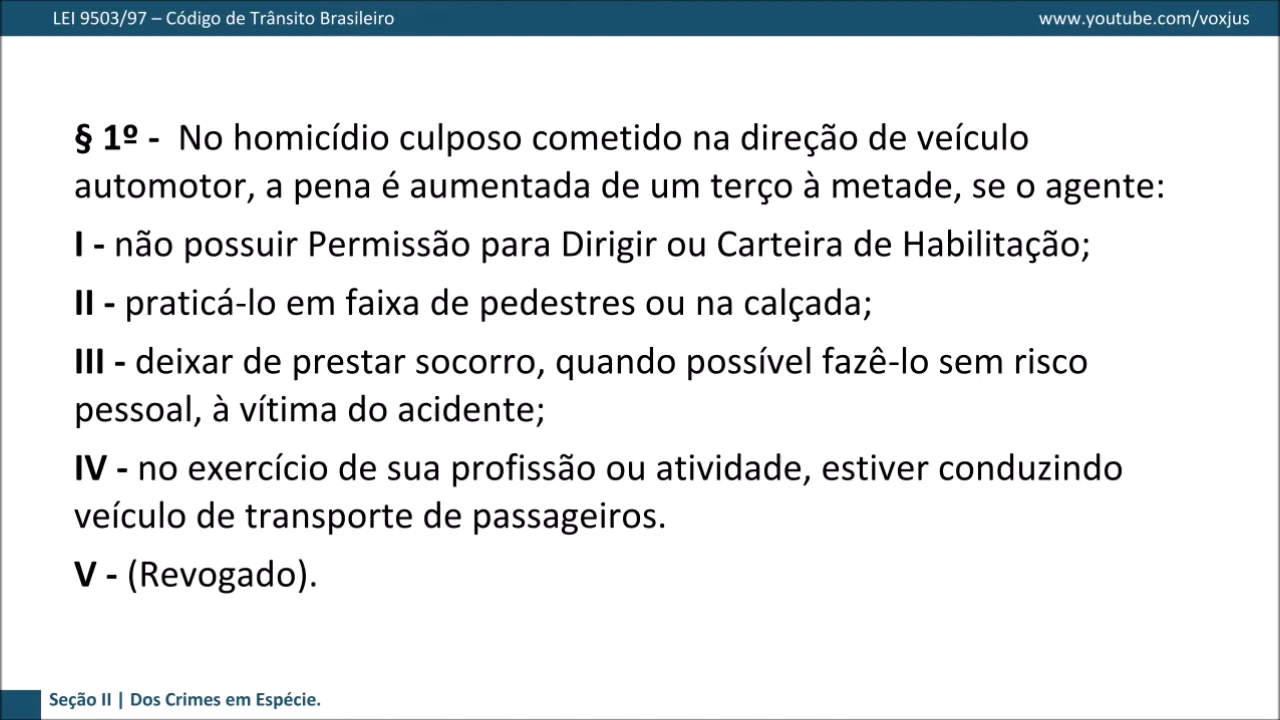 LEI 9503/97 – Código de Trânsito Brasileiro
www.youtube.com/voxjus
§ 1º - No homicídio culposo cometido na direção de veículo
automotor, a pena é aumentada de um terço à metade, se o agente:
I - não possuir Permissão para Dirigir ou Carteira de Habilitação;
II - praticá-lo em faixa de pedestres ou na calçada;
III - deixar de prestar socorro, quando possível fazê-lo sem risco
pessoal, à vítima do acidente;
IV - no exercício de sua profissão ou atividade, estiver conduzindo
veículo de transporte de passageiros.
V - (Revogado).
Seção II | Dos Crimes em Espécie.